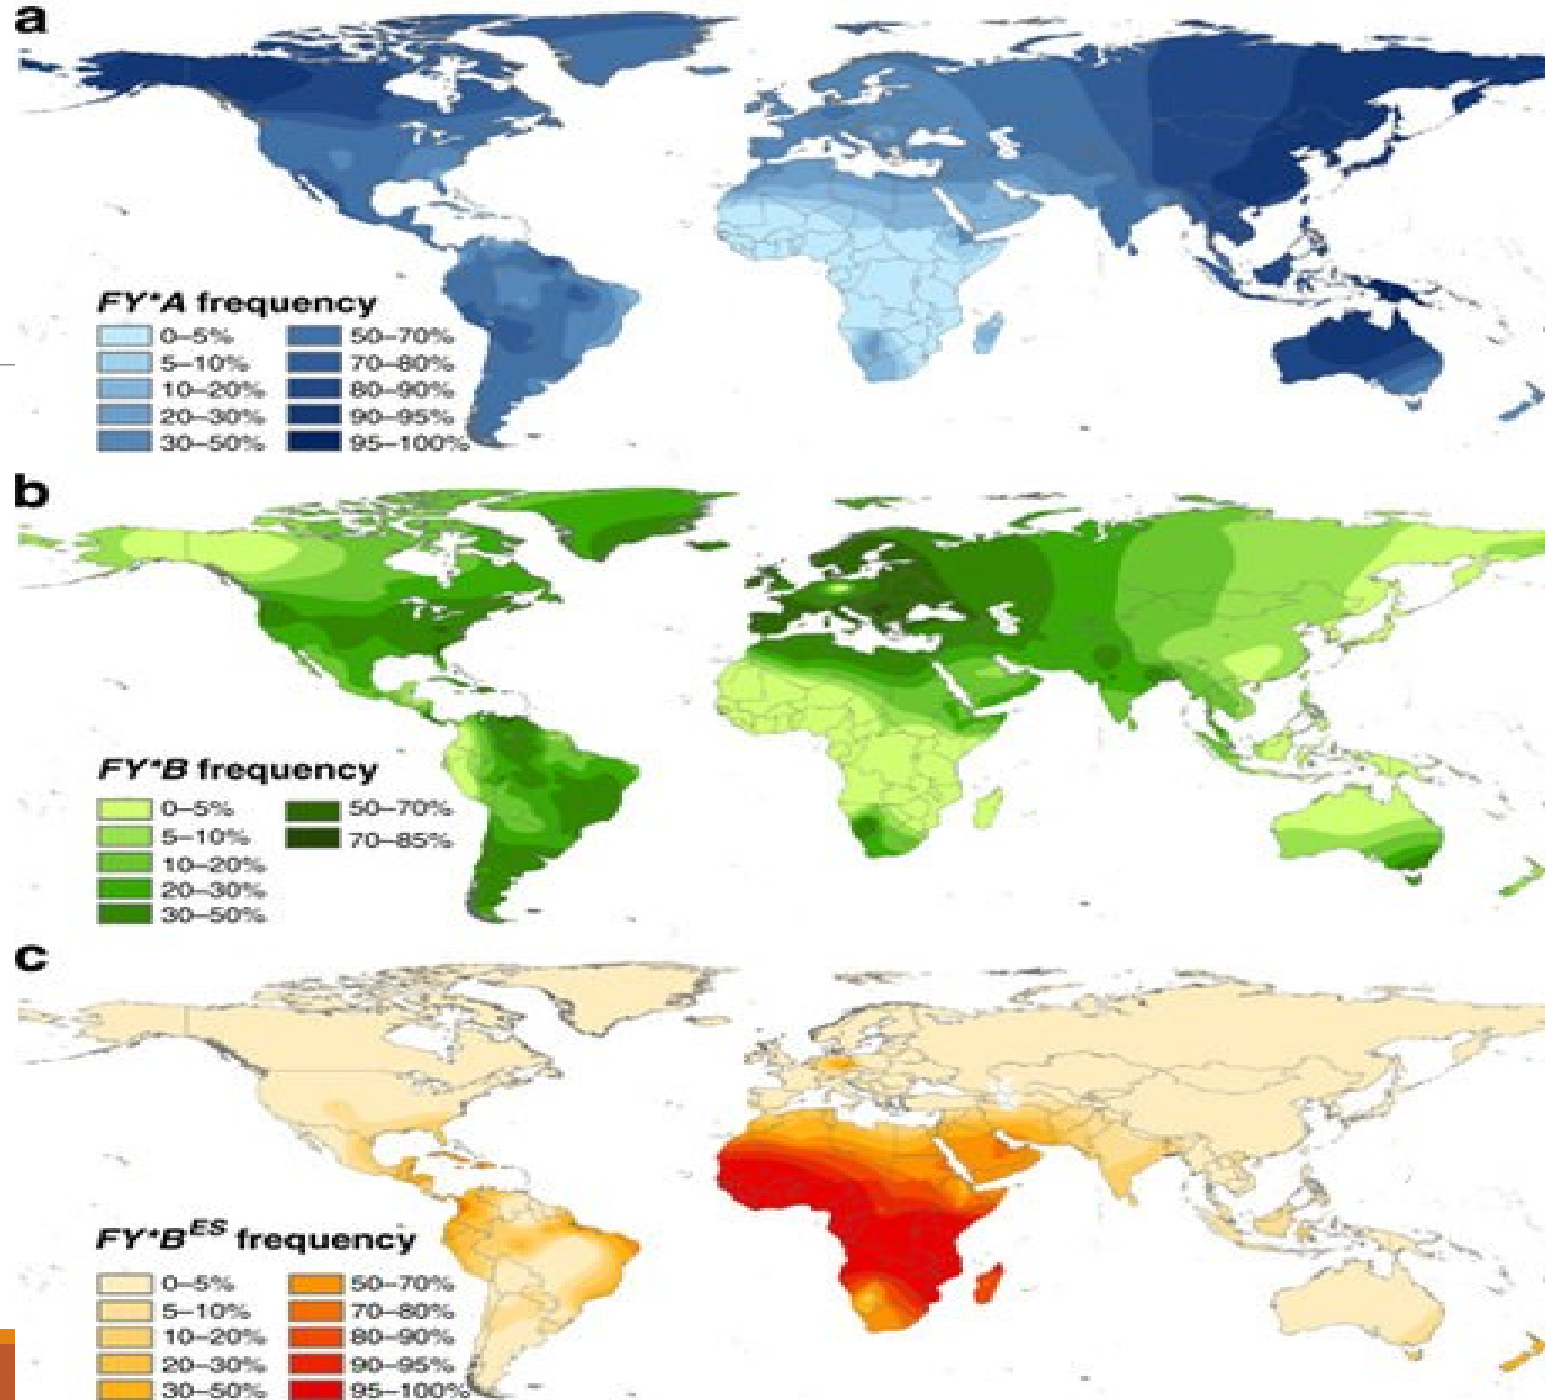 a
FY*A frequency
0–5% 50–70%
5–10% 70–80%
10–20% 80–90%
20–30% 90–95%
30–50% 95–100%
b
FY*B frequency
0–5% 50–70%
5–10% 70–85%
10–20%
20–30%
30–50%
c
FY*B^ES frequency
0–5% 50–70%
5–10% 70–80%
10–20% 80–90%
20–30% 90–95%
30–50% 95–100%